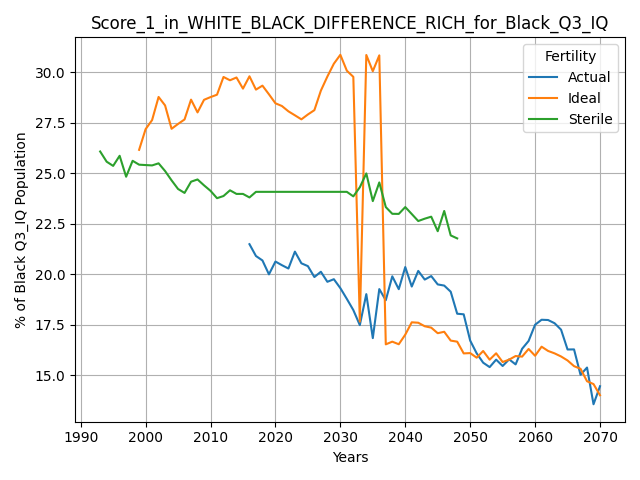 Score_1_in_WHITE_BLACK_DIFFERENCE_RICH_for_Black_Q3_IQ
Fertility
Actual
Ideal
Sterile
% of Black Q3_IQ Population
30.0
27.5
25.0
22.5
20.0
17.5
15.0
1990 2000 2010 2020 2030 2040 2050 2060 2070
Years